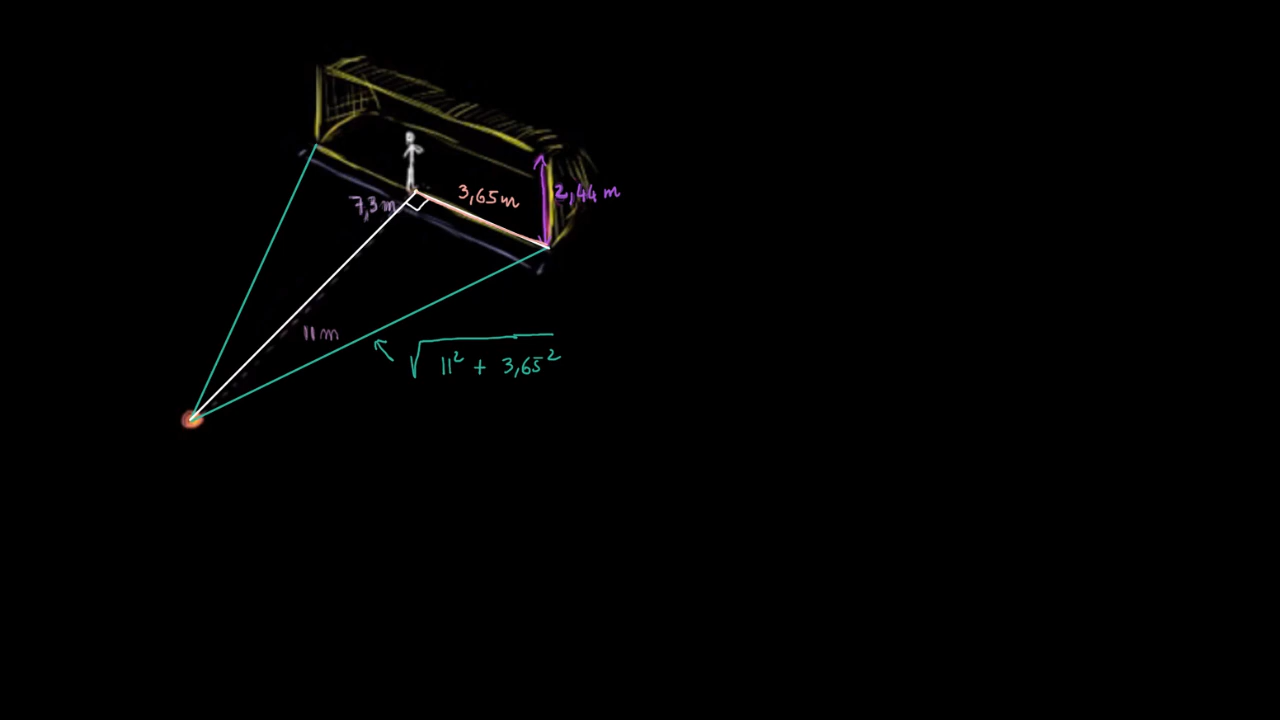 3,65 m
2,44 m
7,3 m
11 m
√(11² + 3,65²)